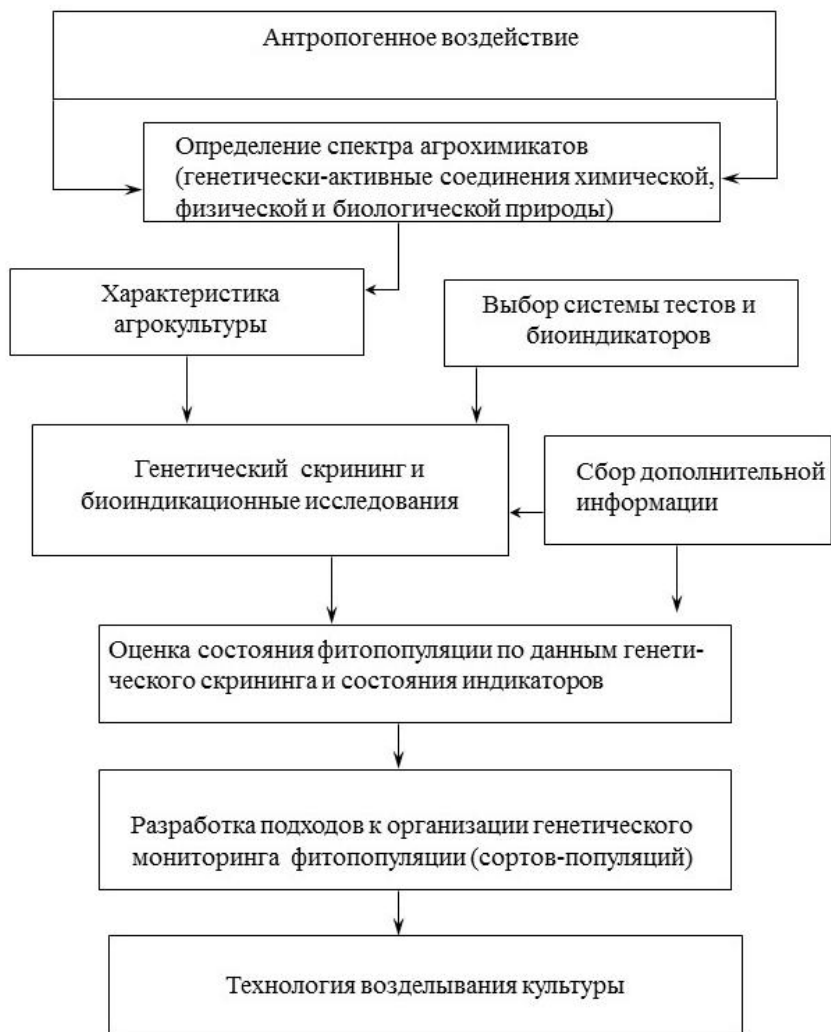 Антропогенное воздействие
Определение спектра агрохимикатов
(генетически-активные соединения химической,
физической и биологической природы)
Характеристика
агрокультуры
Выбор системы тестов и
биоиндикаторов
Генетический скрининг и
биоиндикационные исследования
Сбор дополнительной
информации
Оценка состояния фитопопуляции по данным генети-
ческого скрининга и состояния индикаторов
Разработка подходов к организации генетического
мониторинга фитопопуляции (сортов-популяций)
Технология возделывания культуры